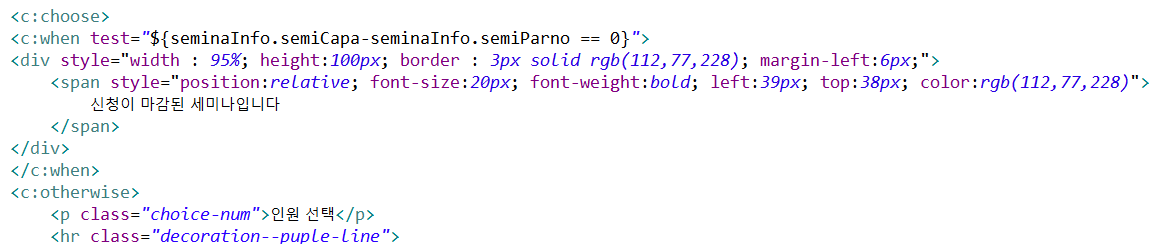 <c:choose>
<c:when test="${seminaInfo.semiCapa-seminaInfo.semiParno == 0}">
<div style="width : 95%; height:100px; border : 3px solid rgb(112,77,228); margin-left:6px;">
<span style="position:relative; font-size:20px; font-weight:bold; left:39px; top:38px; color:rgb(112,77,228)">
신청이 마감된 세미나입니다
</span>
</div>
</c:when>
<c:otherwise>
<p class="choice-num">인원 선택</p>
<hr class="decoration--puple-line">